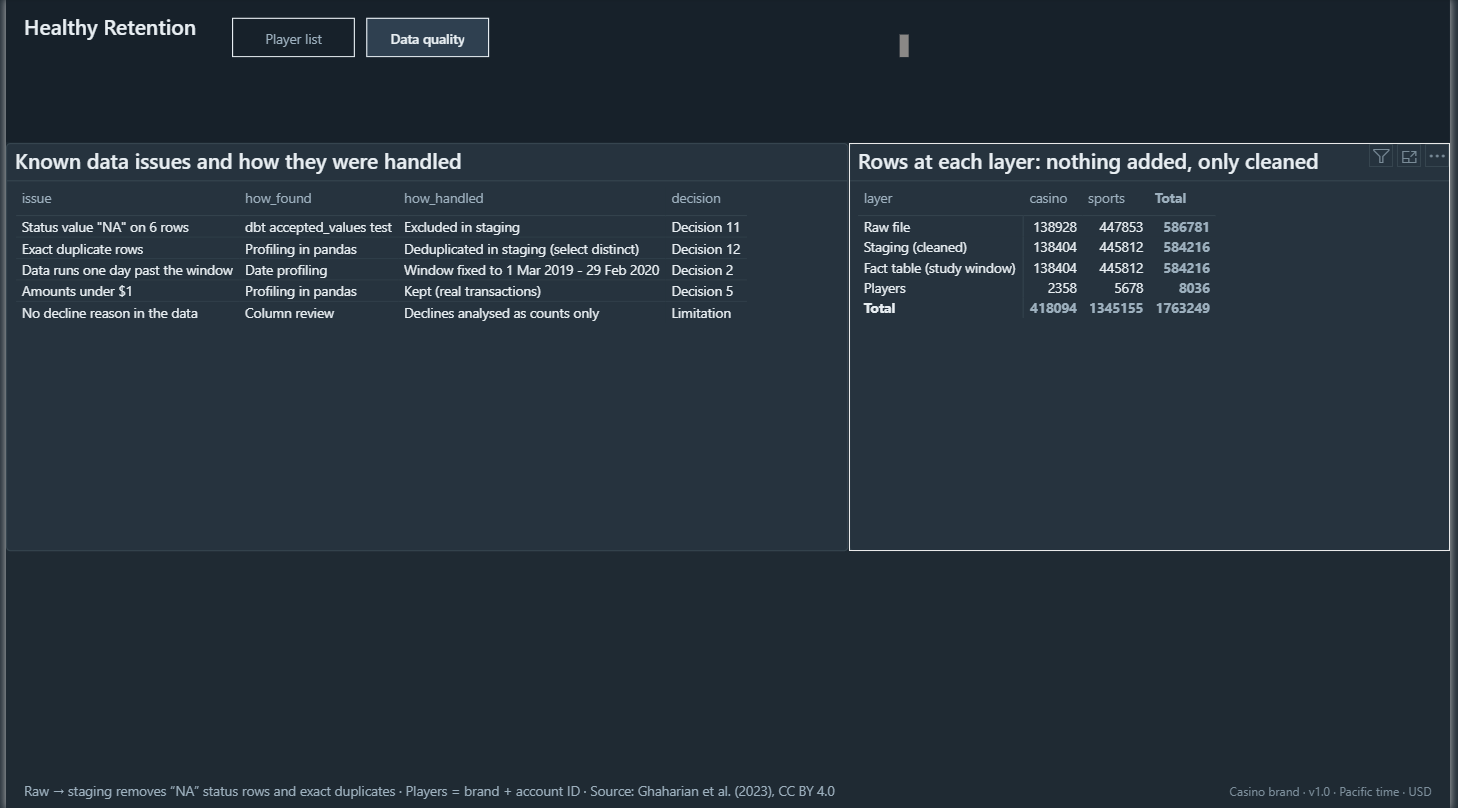 Healthy Retention
Player list
Data quality
Known data issues and how they were handled
issue how_found how_handled decision
Status value "NA" on 6 rows dbt accepted_values test Excluded in staging Decision 11
Exact duplicate rows Profiling in pandas Deduplicated in staging (select distinct) Decision 12
Data runs one day past the window Date profiling Window fixed to 1 Mar 2019 - 29 Feb 2020 Decision 2
Amounts under $1 Profiling in pandas Kept (real transactions) Decision 5
No decline reason in the data Column review Declines analysed as counts only Limitation
Rows at each layer: nothing added, only cleaned
layer casino sports Total
Raw file 138928 447853 586781
Staging (cleaned) 138404 445812 584216
Fact table (study window) 138404 445812 584216
Players 2358 5678 8036
Total 418094 1345155 1763249
Raw → staging removes “NA” status rows and exact duplicates · Players = brand + account ID · Source: Ghaharian et al. (2023), CC BY 4.0
Casino brand · v1.0 · Pacific time · USD